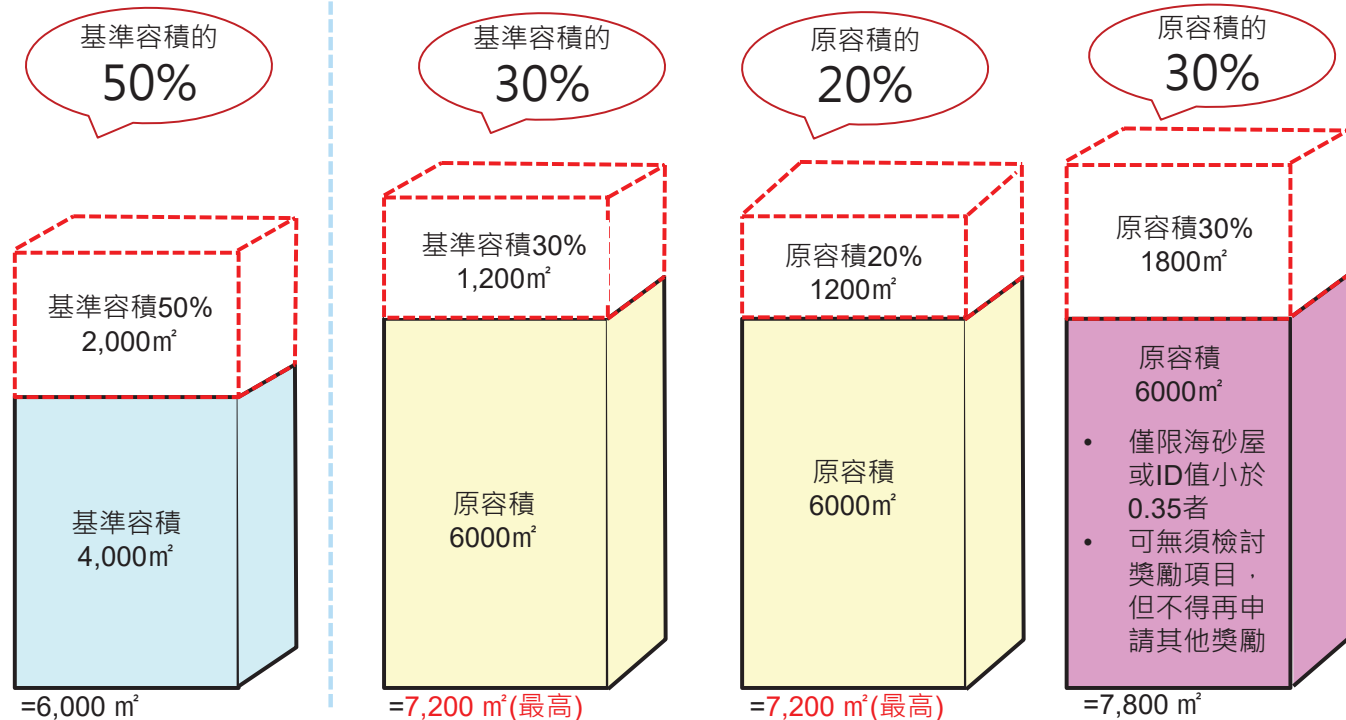 基準容積的
50%
基準容積50%
2,000㎡
基準容積
4,000㎡
=6,000 ㎡
基準容積的
30%
基準容積30%
1,200㎡
原容積
6000㎡
=7,200 ㎡(最高)
原容積的
20%
原容積20%
1200㎡
原容積
6000㎡
=7,200 ㎡(最高)
原容積的
30%
原容積30%
1800㎡
原容積
6000㎡
• 僅限海砂屋
或ID值小於
0.35者
• 可無須檢討
獎勵項目，
但不得再申
請其他獎勵
=7,800 ㎡